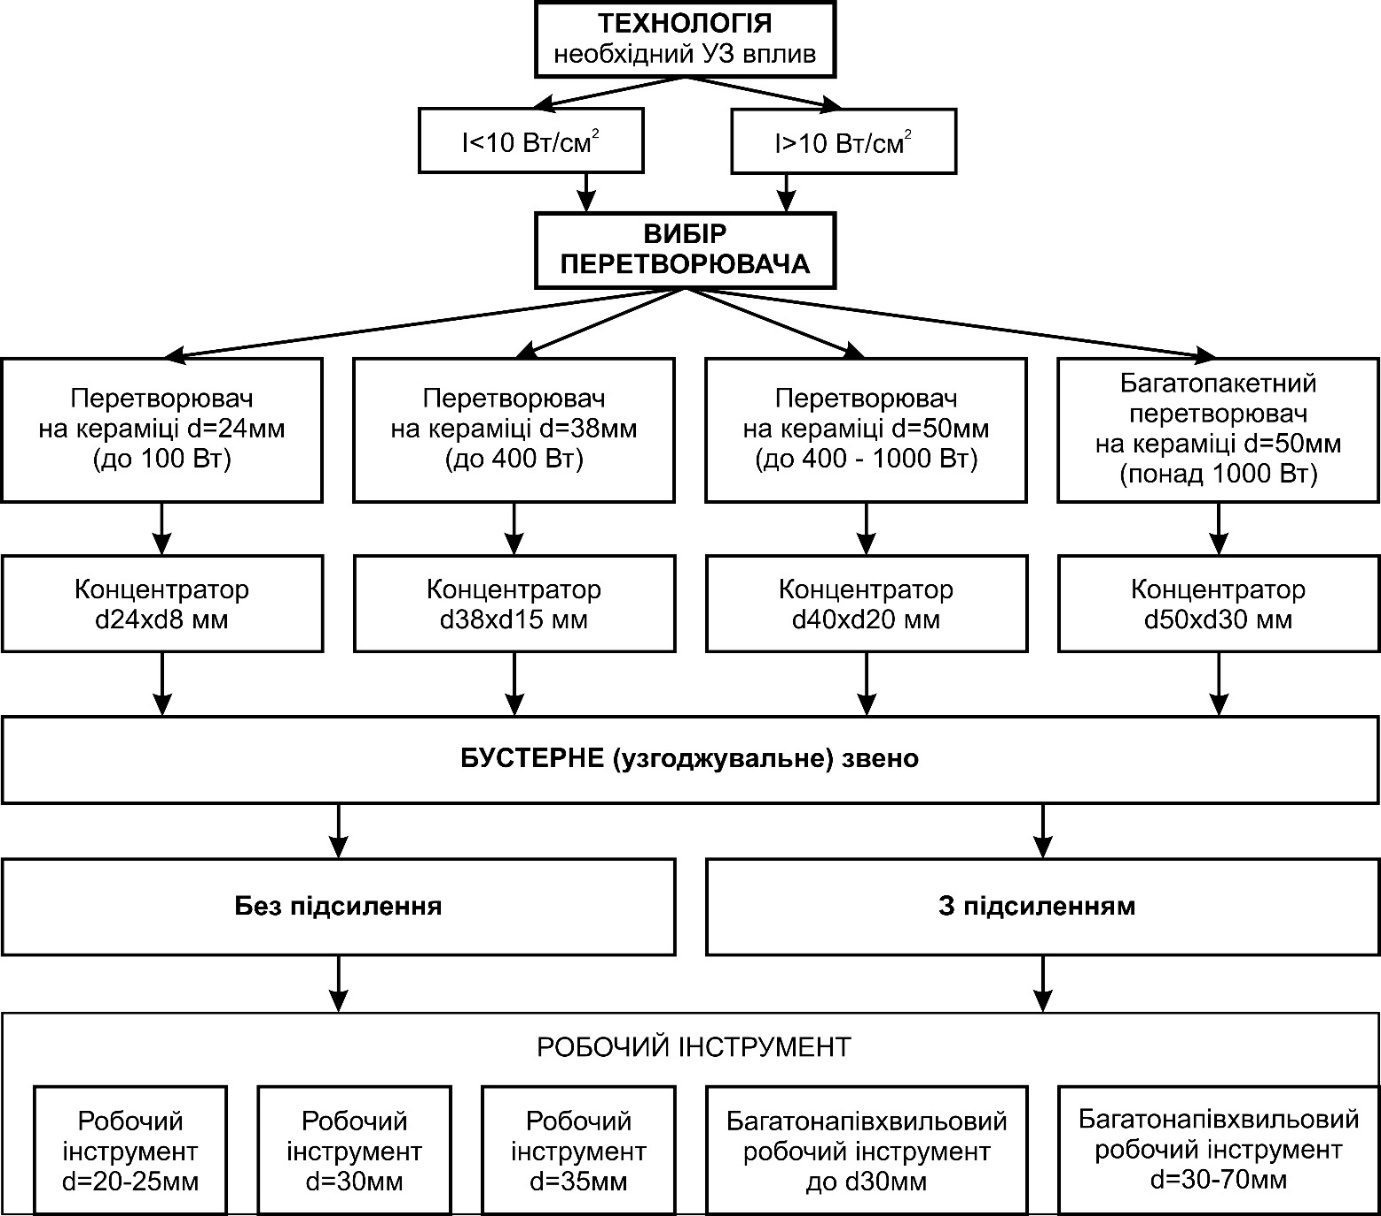 ТЕХНОЛОГІЯ
необхідний УЗ вплив
I<10 Вт/см²
I>10 Вт/см²
ВИБІР
ПЕРЕТВОРЮВАЧА
Перетворювач
на кераміці d=24мм
(до 100 Вт)
Перетворювач
на кераміці d=38мм
(до 400 Вт)
Перетворювач
на кераміці d=50мм
(до 400 - 1000 Вт)
Багатопакетний
перетворювач
на кераміці d=50мм
(понад 1000 Вт)
Концентратор
d24xd8 мм
Концентратор
d38xd15 мм
Концентратор
d40xd20 мм
Концентратор
d50xd30 мм
БУСТЕРНЕ (узгоджувальне) звено
Без підсилення
З підсиленням
РОБОЧИЙ ІНСТРУМЕНТ
Робочий
інструмент
d=20-25мм
Робочий
інструмент
d=30мм
Робочий
інструмент
d=35мм
Багатонапівхвильовий
робочий інструмент
до d30мм
Багатонапівхвильовий
робочий інструмент
d=30-70мм